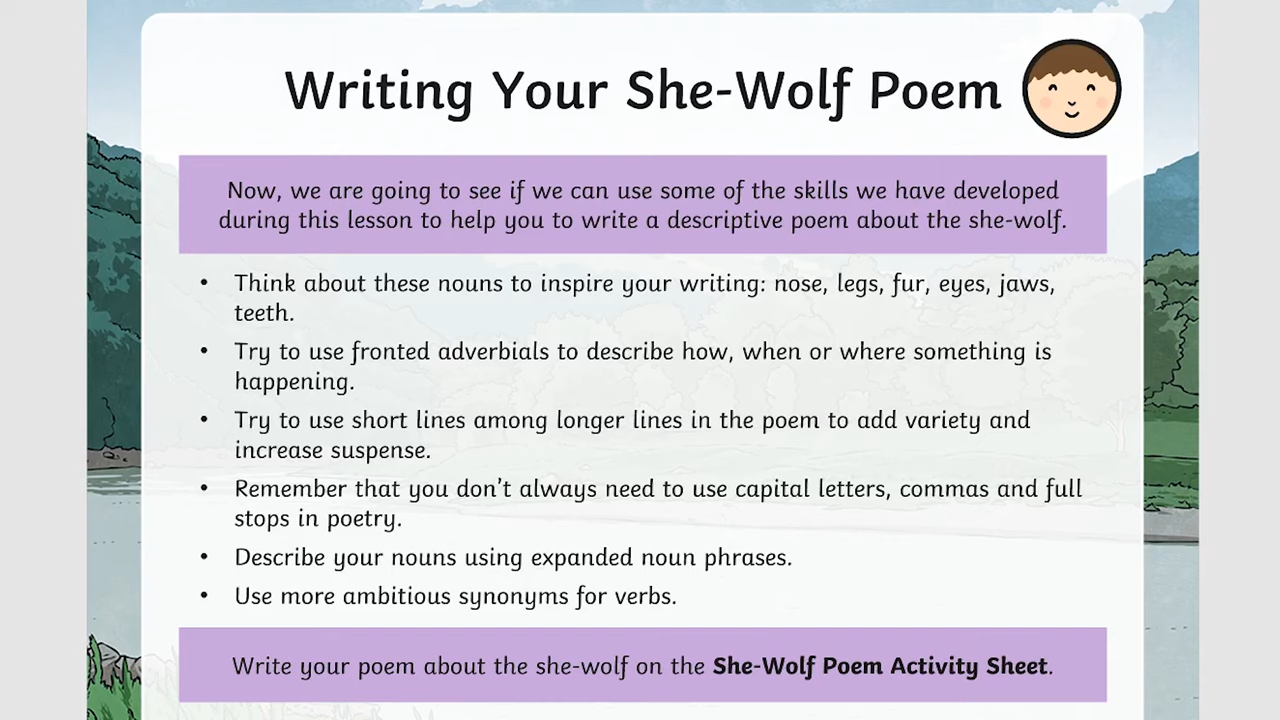 Writing Your She-Wolf Poem
Now, we are going to see if we can use some of the skills we have developed
during this lesson to help you to write a descriptive poem about the she-wolf.
• Think about these nouns to inspire your writing: nose, legs, fur, eyes, jaws,
teeth.
• Try to use fronted adverbials to describe how, when or where something is
happening.
• Try to use short lines among longer lines in the poem to add variety and
increase suspense.
• Remember that you don't always need to use capital letters, commas and full
stops in poetry.
• Describe your nouns using expanded noun phrases.
• Use more ambitious synonyms for verbs.
Write your poem about the she-wolf on the She-Wolf Poem Activity Sheet.